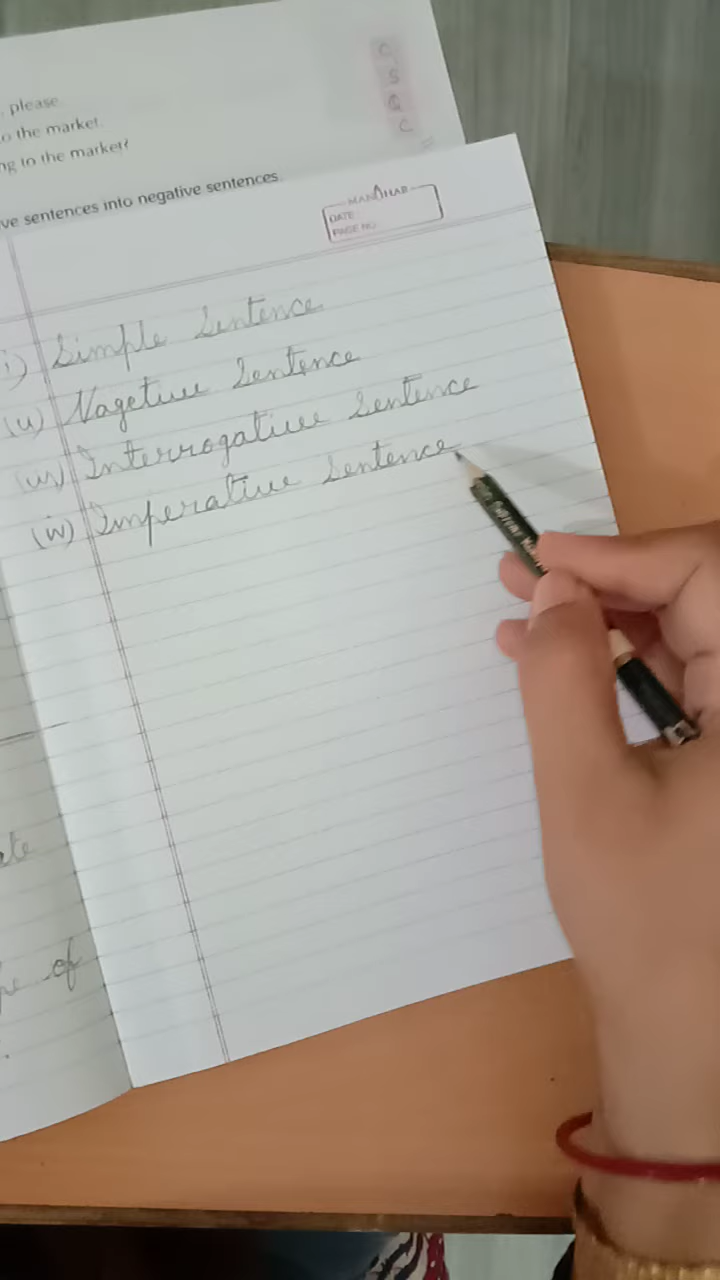 C
S
Q
C
, please.
o the market.
ng to the market?
ve sentences into negative sentences.
MANOHAR
DATE
PAGE NO.
i) Simple Sentence
(ii) Nagetive Sentence
(iii) Interrogative Sentence
(iv) Imperative Sentence
of